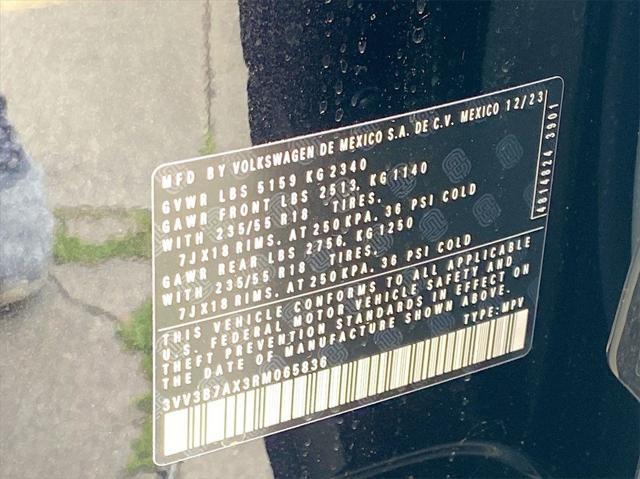 MFD BY VOLKSWAGEN DE MEXICO S.A. DE C.V. MEXICO 12/23
GVWR LBS 5159 KG 2340
GAWR FRONT LBS 2513, KG 1140
WITH 235/55 R18 TIRES.
7JX18 RIMS. AT 250 KPA. 36 PSI COLD
GAWR REAR LBS 2756, KG 1250
WITH 235/55 R18 TIRES.
7JX18 RIMS. AT 250 KPA. 36 PSI COLD
THIS VEHICLE CONFORMS TO ALL APPLICABLE
U.S. FEDERAL MOTOR VEHICLE SAFETY AND
THEFT PREVENTION STANDARDS IN EFFECT ON
THE DATE OF MANUFACTURE SHOWN ABOVE.
TYPE: MPV
3VV3B7AX3RM065836
4814624 3901